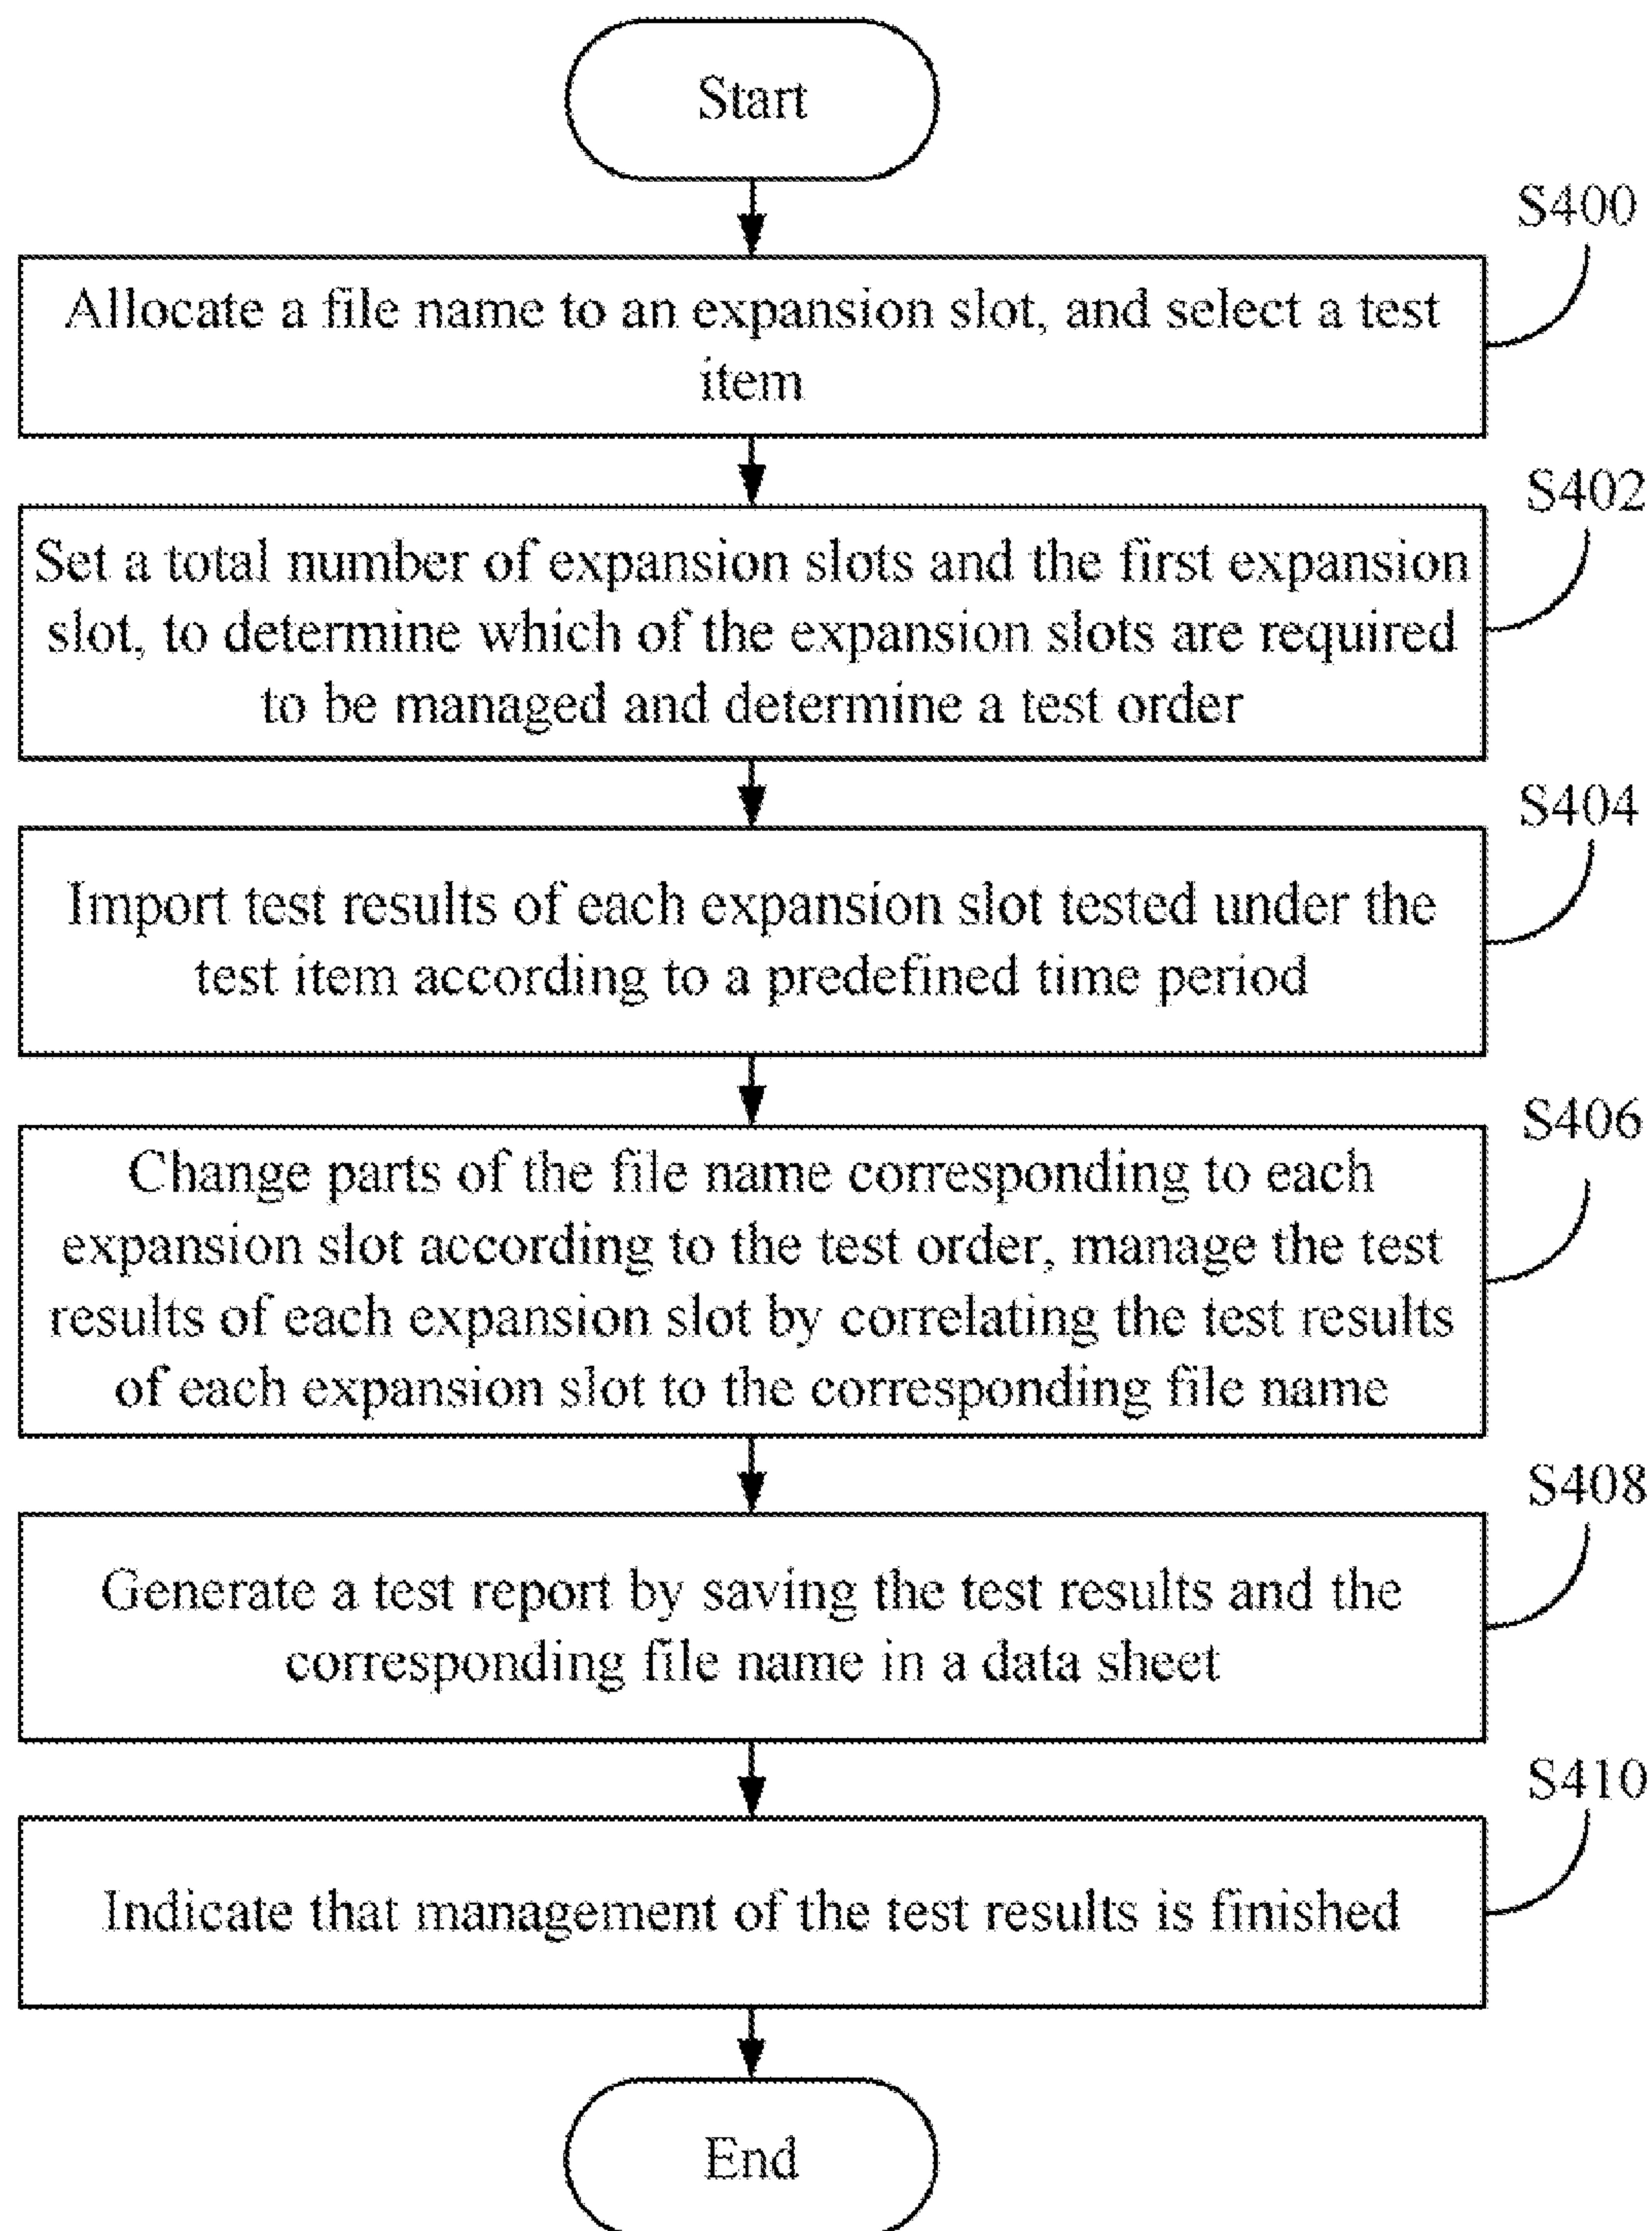 Start
S400
Allocate a file name to an expansion slot, and select a test
item
S402
Set a total number of expansion slots and the first expansion
slot, to determine which of the expansion slots are required
to be managed and determine a test order
S404
Import test results of each expansion slot tested under the
test item according to a predefined time period
S406
Change parts of the file name corresponding to each
expansion slot according to the test order, manage the test
results of each expansion slot by correlating the test results
of each expansion slot to the corresponding file name
S408
Generate a test report by saving the test results and the
corresponding file name in a data sheet
S410
Indicate that management of the test results is finished
End